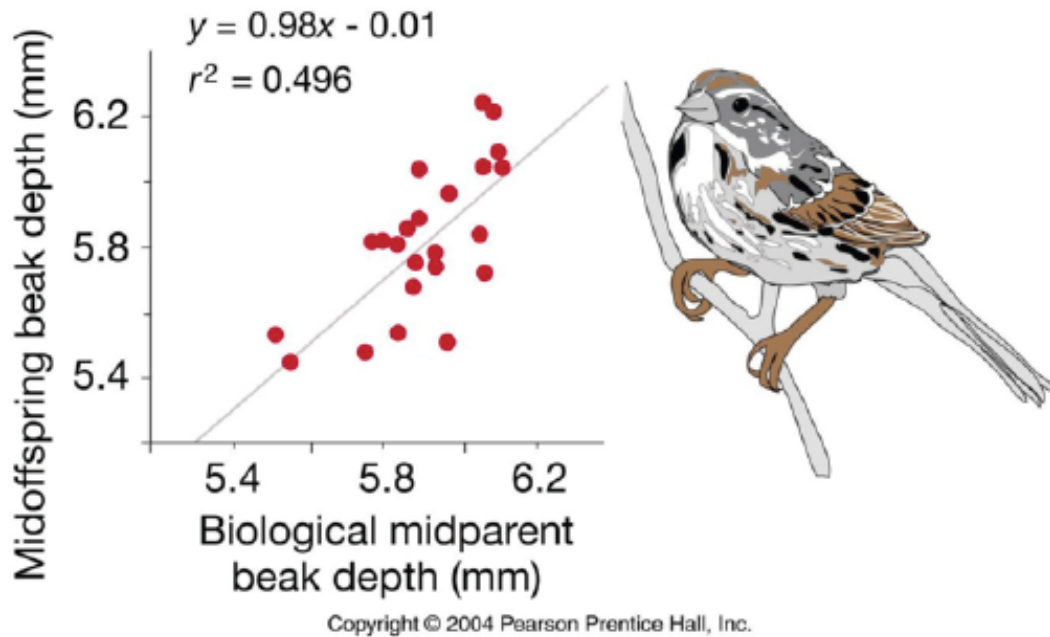 y = 0.98x - 0.01
r² = 0.496
Midoffspring beak depth (mm)
6.2
5.8
5.4
5.4 5.8 6.2
Biological midparent
beak depth (mm)
Copyright © 2004 Pearson Prentice Hall, Inc.